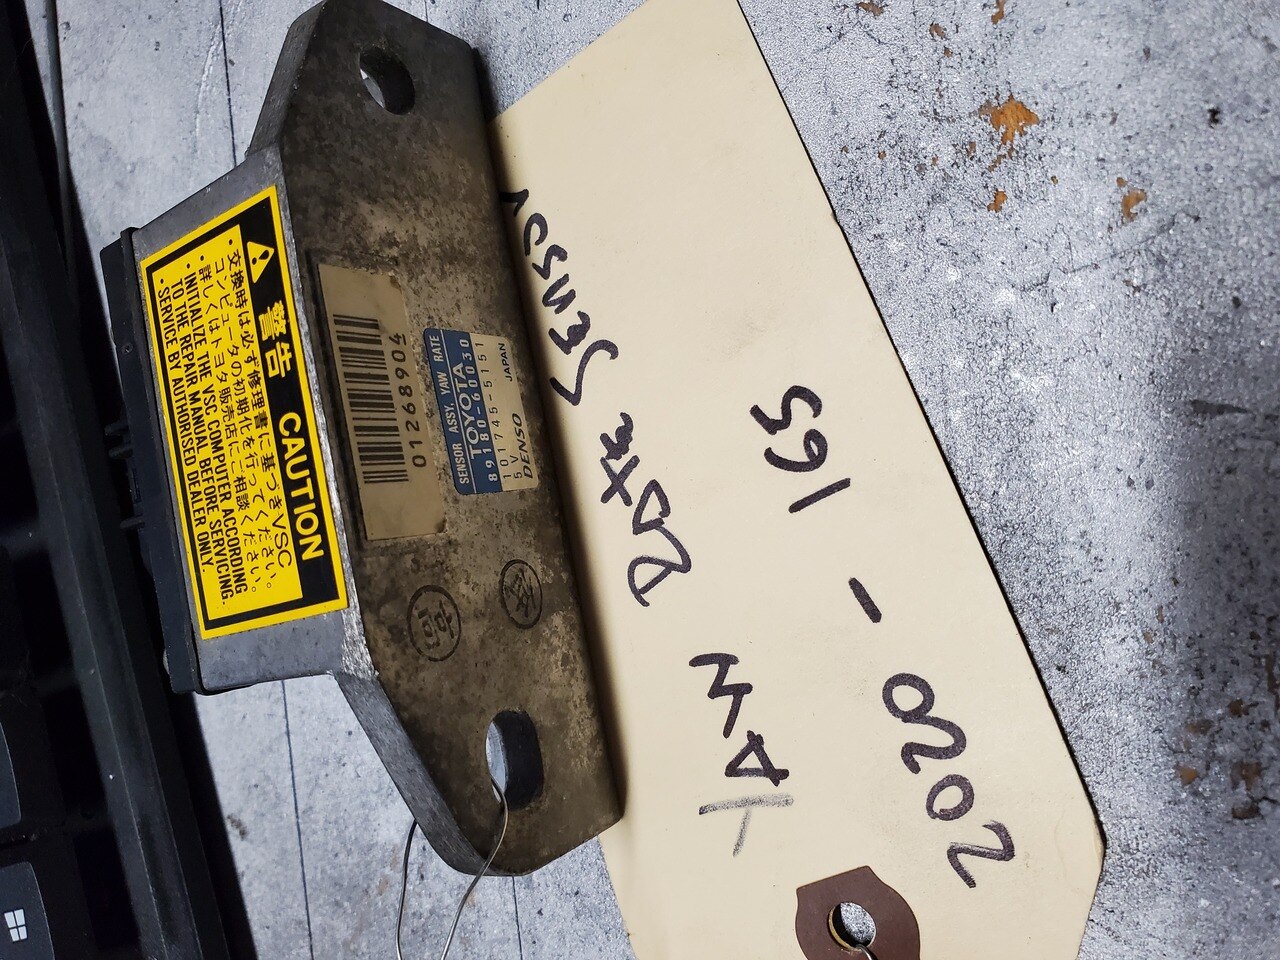 警告 CAUTION
・交換時は必ず修理書に基づきVSC
コンピュータの初期化を行ってください。
・詳しくはトヨタ販売店にご相談ください。
・INITIALIZE THE VSC COMPUTER ACCORDING
TO THE REPAIR MANUAL BEFORE SERVICING.
・SERVICE BY AUTHORISED DEALER ONLY.
01268904
SENSOR ASSY, YAW RATE
TOYOTA
89180-60030
101745-5151
5V JAPAN
DENSO
2020 - 165
YAW RATE SENSOR